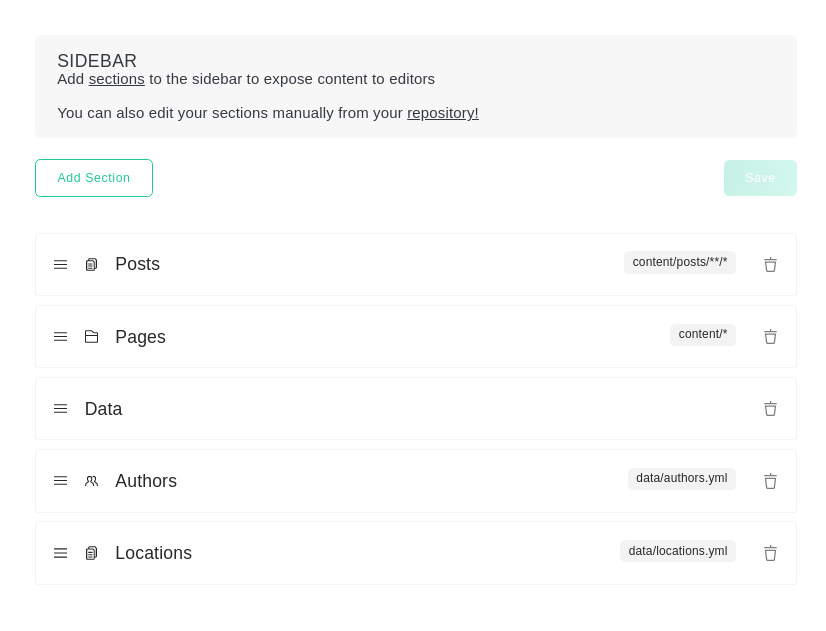 SIDEBAR
Add sections to the sidebar to expose content to editors
You can also edit your sections manually from your repository!
Add Section
Save
Posts content/posts/**/*
Pages content/*
Data
Authors data/authors.yml
Locations data/locations.yml